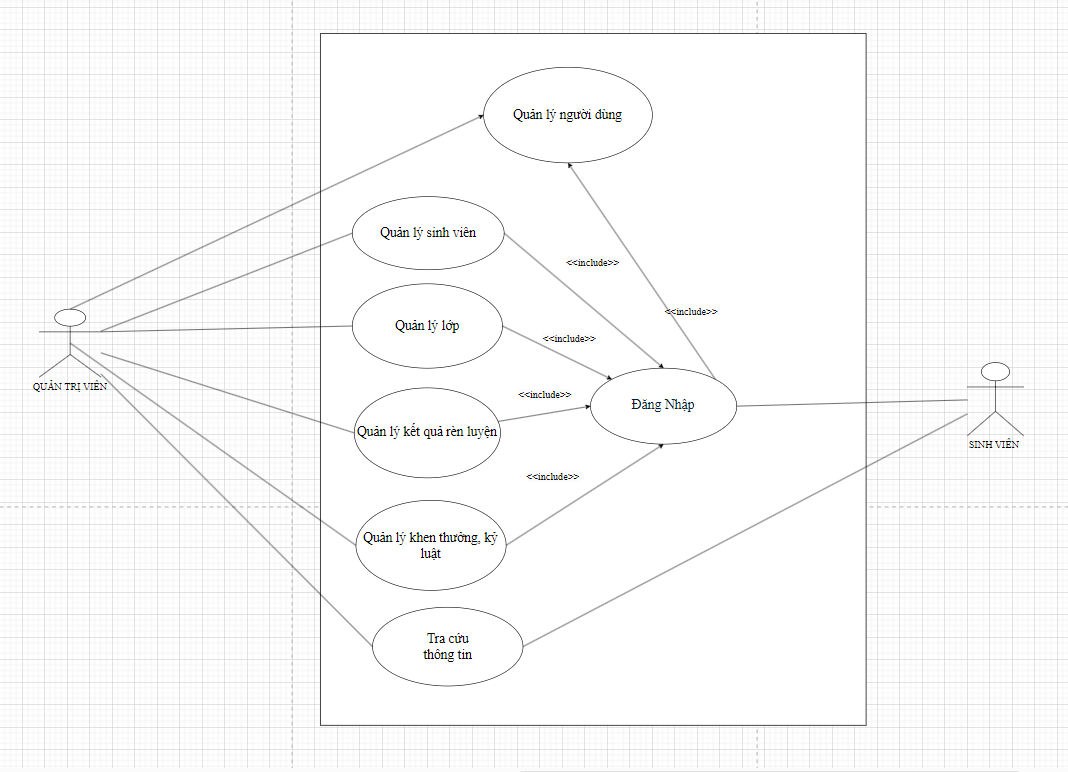 Quản lý người dùng
Quản lý sinh viên
<<include>>
<<include>>
Quản lý lớp
<<include>>
QUẢN TRỊ VIÊN
<<include>>
Đăng Nhập
Quản lý kết quả rèn luyện
SINH VIÊN
<<include>>
Quản lý khen thưởng, kỷ
luật
Tra cứu
thông tin